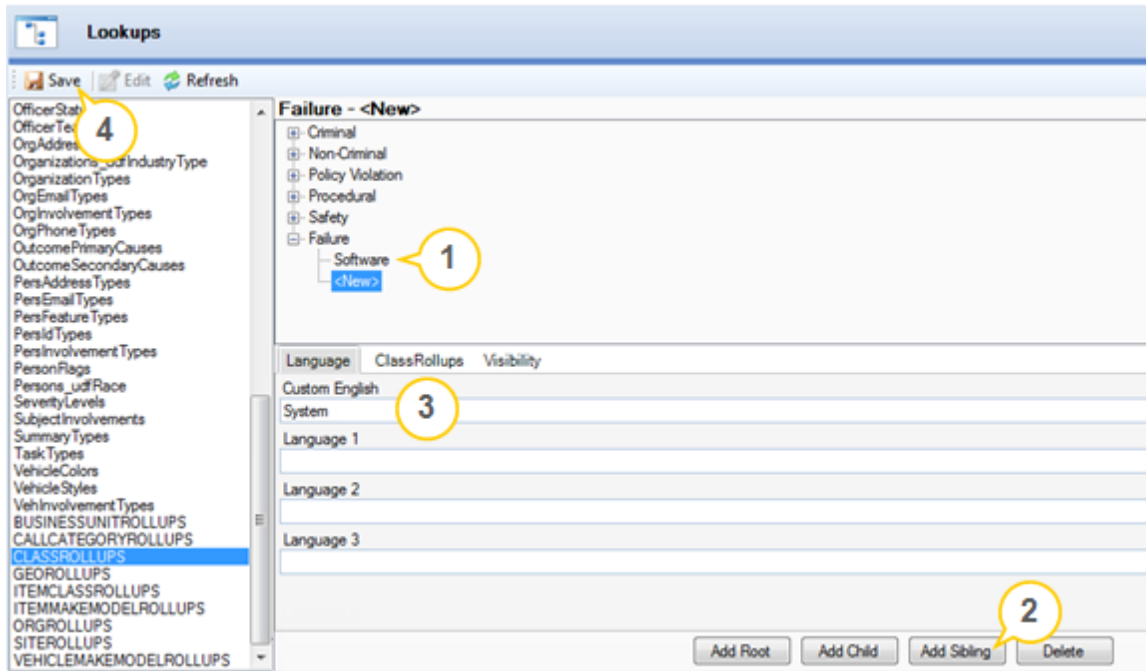 Lookups
Save Edit Refresh
OfficerStat
OfficerTe
OrgAddres
Organizations_udfIndustryType
OrganizationTypes
OrgEmailTypes
OrgInvolvementTypes
OrgPhoneTypes
OutcomePrimaryCauses
OutcomeSecondaryCauses
PersAddressTypes
PersEmailTypes
PersFeatureTypes
PersIdTypes
PersInvolvementTypes
PersonFlags
Persons_udfRace
SeverityLevels
SubjectInvolvements
SummaryTypes
TaskTypes
VehicleColors
VehicleStyles
VehInvolvementTypes
BUSINESSUNITROLLUPS
CALLCATEGORYROLLUPS
CLASSROLLUPS
GEOROLLUPS
ITEMCLASSROLLUPS
ITEMMAKEMODELROLLUPS
ORGROLLUPS
SITEROLLUPS
VEHICLEMAKEMODELROLLUPS
4
Failure - <New>
Criminal
Non-Criminal
Policy Violation
Procedural
Safety
Failure
Software
<New>
1
Language ClassRollups Visibility
Custom English
System
3
Language 1
Language 2
Language 3
2
Add Root Add Child Add Sibling Delete